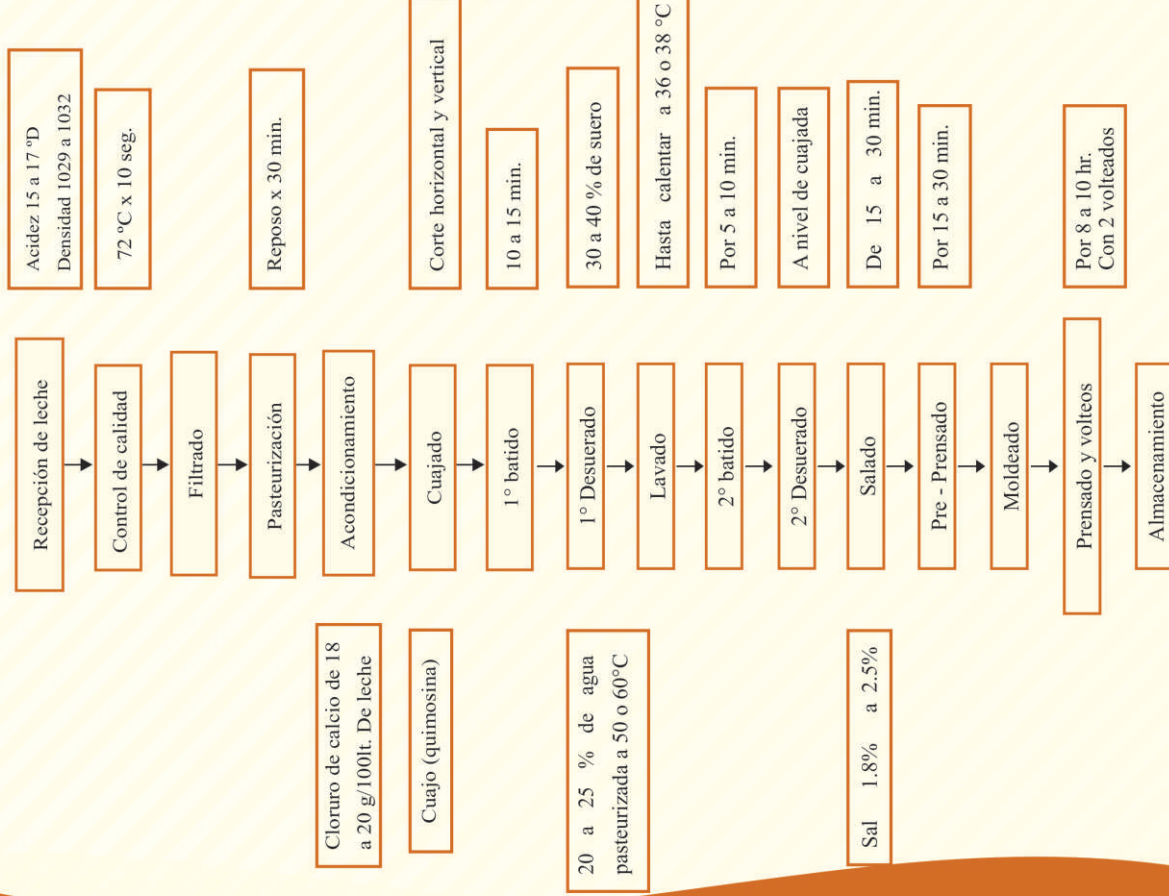 Recepción de leche
Acidez 15 a 17 ºD
Densidad 1029 a 1032
Control de calidad
72 ºC x 10 seg.
Filtrado
Pasteurización
Reposo x 30 min.
Cloruro de calcio de 18
a 20 g/100lt. De leche
Acondicionamiento
Cuajo (quimosina)
Cuajado
Corte horizontal y vertical
1° batido
10 a 15 min.
20 a 25 % de agua
pasteurizada a 50 o 60°C
1° Desuerado
30 a 40 % de suero
Lavado
Hasta calentar a 36 o 38 °C
2° batido
Por 5 a 10 min.
2° Desuerado
A nivel de cuajada
Sal 1.8% a 2.5%
Salado
De 15 a 30 min.
Pre - Prensado
Por 15 a 30 min.
Moldeado
Prensado y volteos
Por 8 a 10 hr.
Con 2 volteados
Almacenamiento